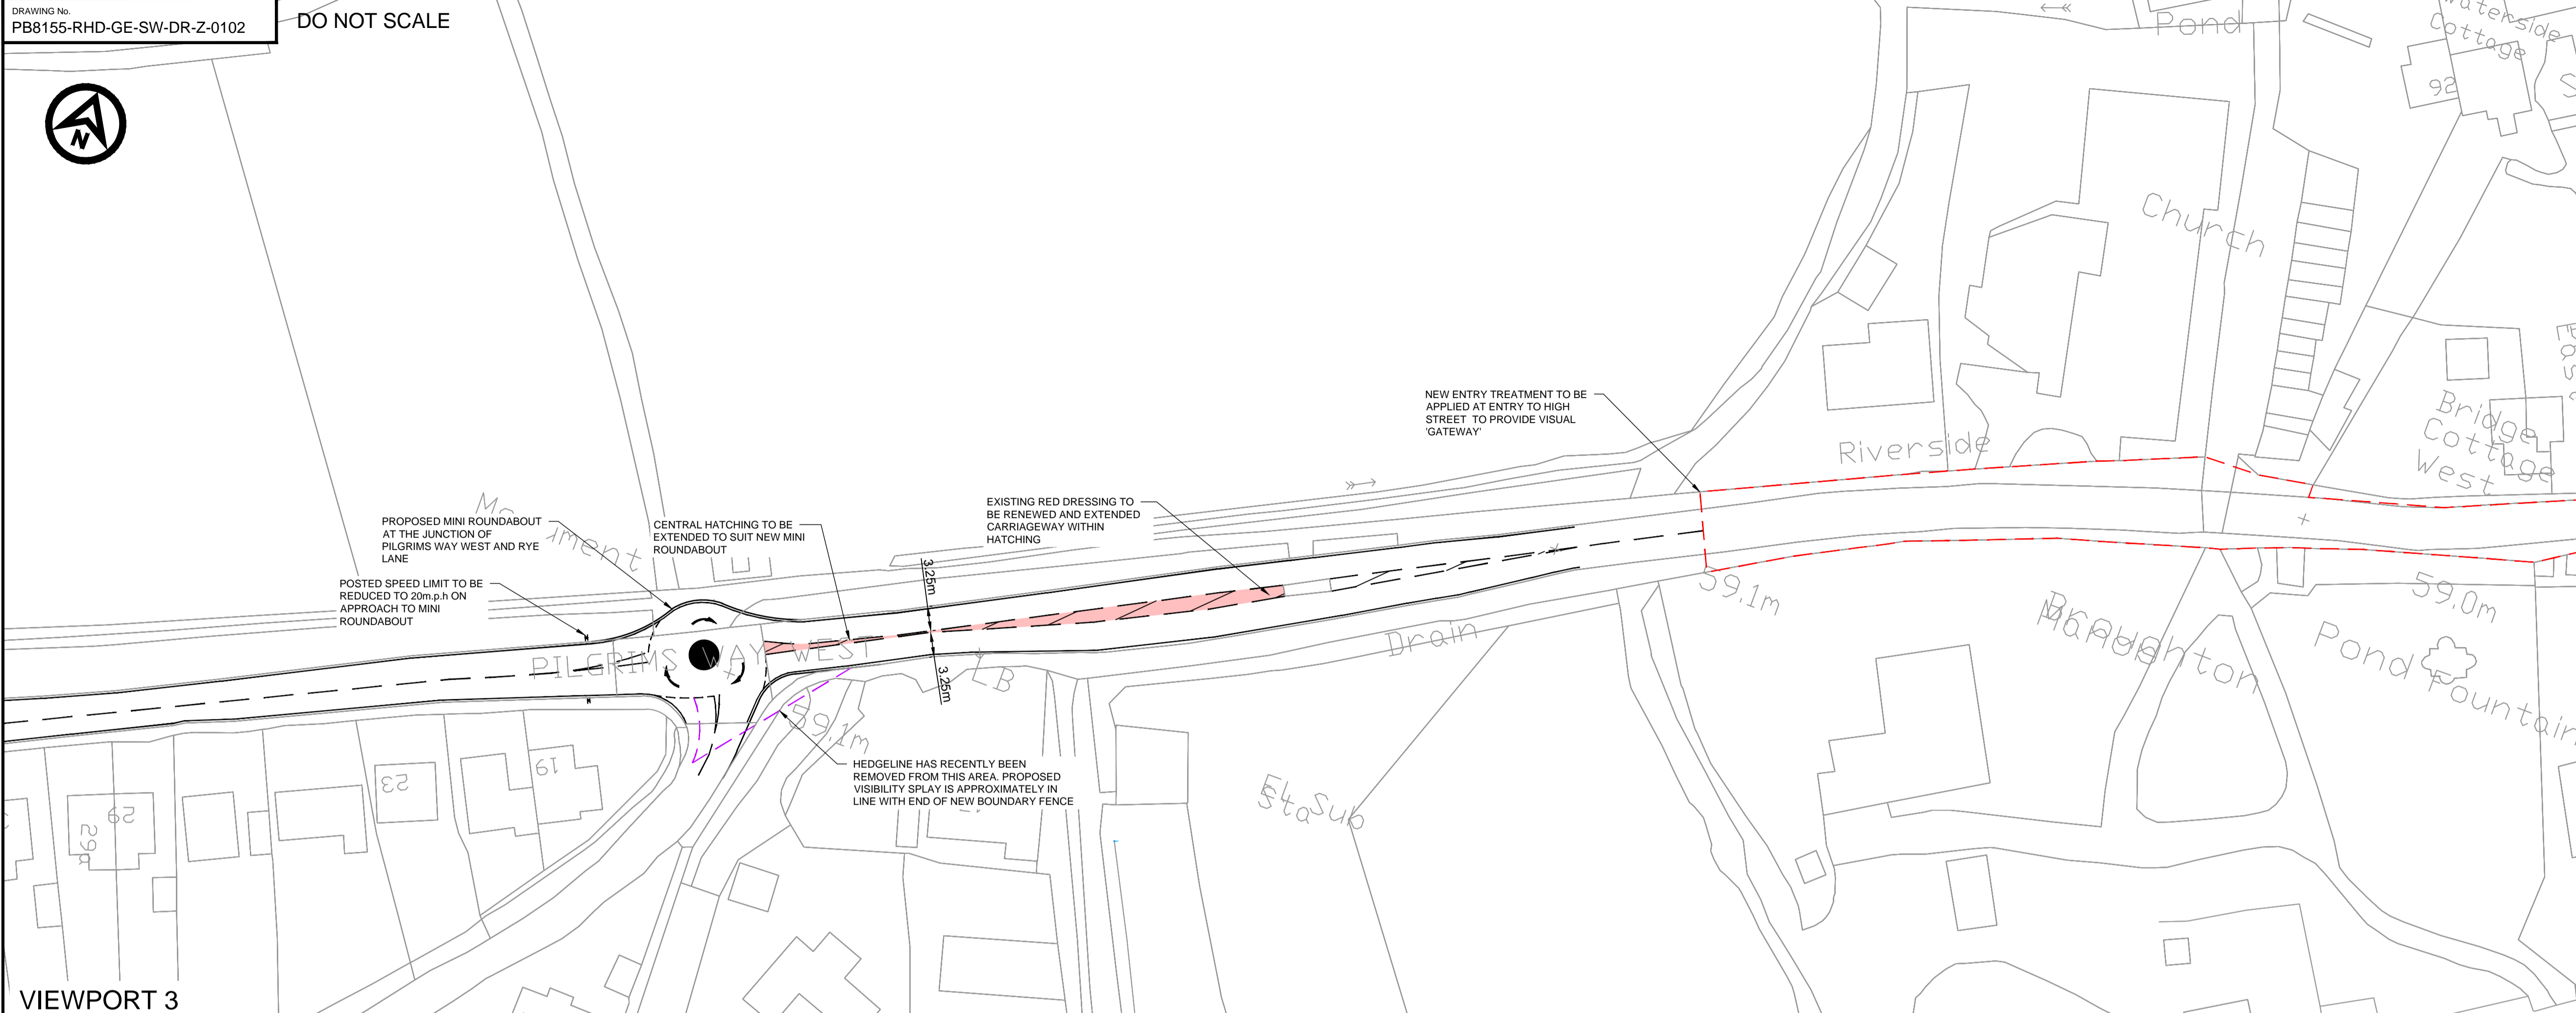 DRAWING No.
PB8155-RHD-GE-SW-DR-Z-0102
DO NOT SCALE
N
Pond
Waterside
Cottage
92
Church
NEW ENTRY TREATMENT TO BE
APPLIED AT ENTRY TO HIGH
STREET TO PROVIDE VISUAL
'GATEWAY'
Riverside
Bridge
Cottage
West
EXISTING RED DRESSING TO
BE RENEWED AND EXTENDED
CARRIAGEWAY WITHIN
HATCHING
PROPOSED MINI ROUNDABOUT
AT THE JUNCTION OF
PILGRIMS WAY WEST AND RYE
LANE
CENTRAL HATCHING TO BE
EXTENDED TO SUIT NEW MINI
ROUNDABOUT
POSTED SPEED LIMIT TO BE
REDUCED TO 20m.p.h ON
APPROACH TO MINI
ROUNDABOUT
3.25m
3.25m
PILGRIMS WAY WEST
LB
Drain
59.1m
59.0m
Broughton
Pond
Fountain
59.1m
HEDGELINE HAS RECENTLY BEEN
REMOVED FROM THIS AREA. PROPOSED
VISIBILITY SPLAY IS APPROXIMATELY IN
LINE WITH END OF NEW BOUNDARY FENCE
19
23
29
29a
Sub
VIEWPORT 3